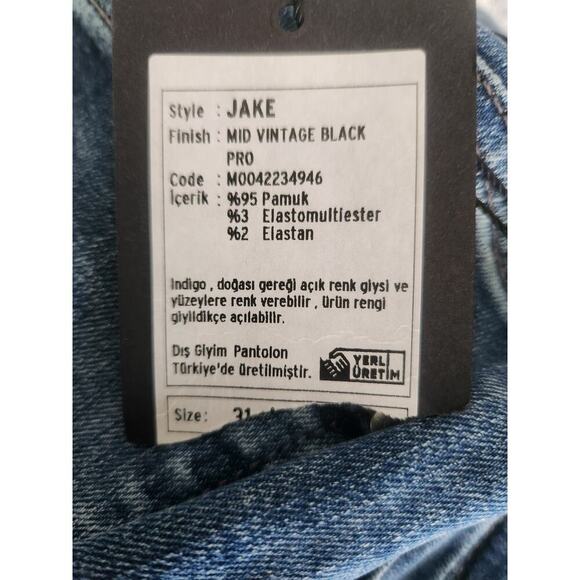 Style : JAKE
Finish : MID VINTAGE BLACK
PRO
Code : M0042234946
İçerik : %95 Pamuk
%3 Elastomultiester
%2 Elastan
Indigo , doğası gereği açık renk giysi ve
yüzeylere renk verebilir , Ürün rengi
giyildikçe açılabilir.
Dış Giyim Pantolon
Türkiye'de üretilmiştir.
YERLİ
ÜRETİM
Size : 31